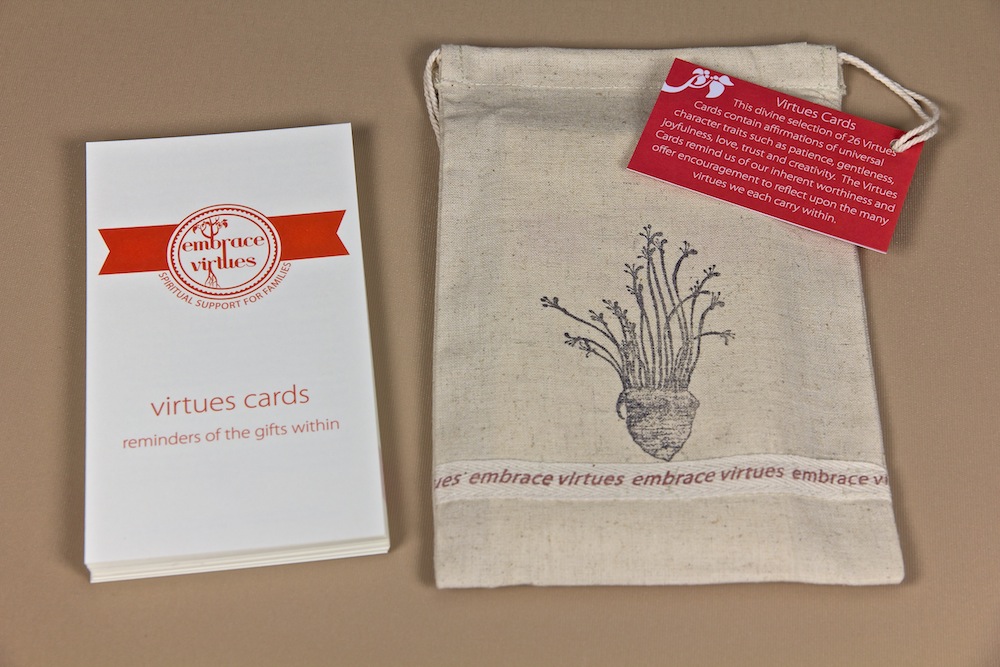 embrace
virtues
SPIRITUAL SUPPORT FOR FAMILIES
virtues cards
reminders of the gifts within
Virtues Cards
This divine selection of 26 Virtues
Cards contain affirmations of universal
character traits such as patience, gentleness,
joyfulness, love, trust and creativity. The Virtues
Cards remind us of our inherent worthiness and
offer encouragement to reflect upon the many
virtues we each carry within.
ues embrace virtues embrace virtues embrace vi